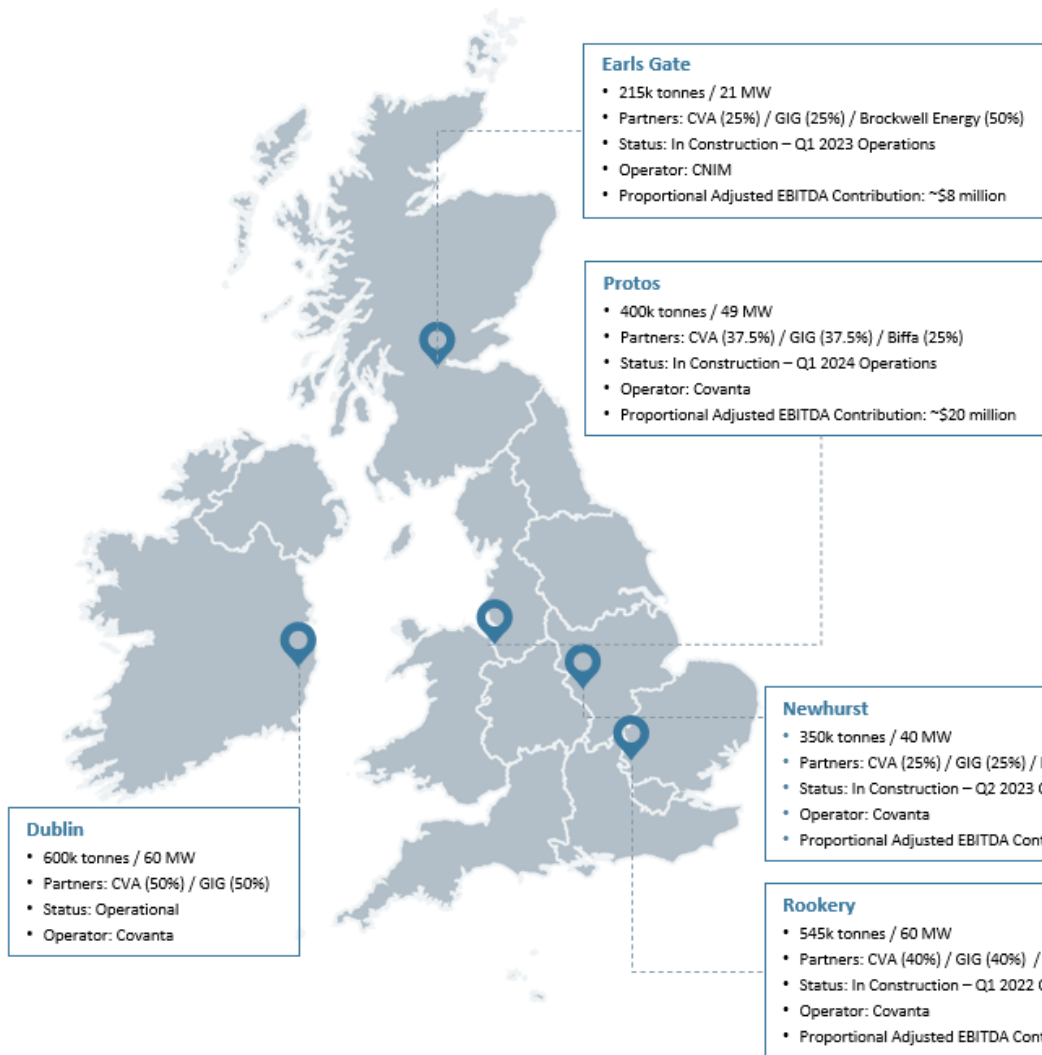 Earls Gate
• 215k tonnes / 21 MW
• Partners: CVA (25%) / GIG (25%) / Brockwell Energy (50%)
• Status: In Construction – Q1 2023 Operations
• Operator: CNIM
• Proportional Adjusted EBITDA Contribution: ~$8 million
Protos
• 400k tonnes / 49 MW
• Partners: CVA (37.5%) / GIG (37.5%) / Biffa (25%)
• Status: In Construction – Q1 2024 Operations
• Operator: Covanta
• Proportional Adjusted EBITDA Contribution: ~$20 million
Newhurst
• 350k tonnes / 40 MW
• Partners: CVA (25%) / GIG (25%) /
• Status: In Construction – Q2 2023
• Operator: Covanta
• Proportional Adjusted EBITDA
Dublin
• 600k tonnes / 60 MW
• Partners: CVA (50%) / GIG (50%)
• Status: Operational
• Operator: Covanta
Rookery
• 545k tonnes / 60 MW
• Partners: CVA (40%) / GIG (40%) /
• Status: In Construction – Q1 2022
• Operator: Covanta
• Proportional Adjusted EBITDA